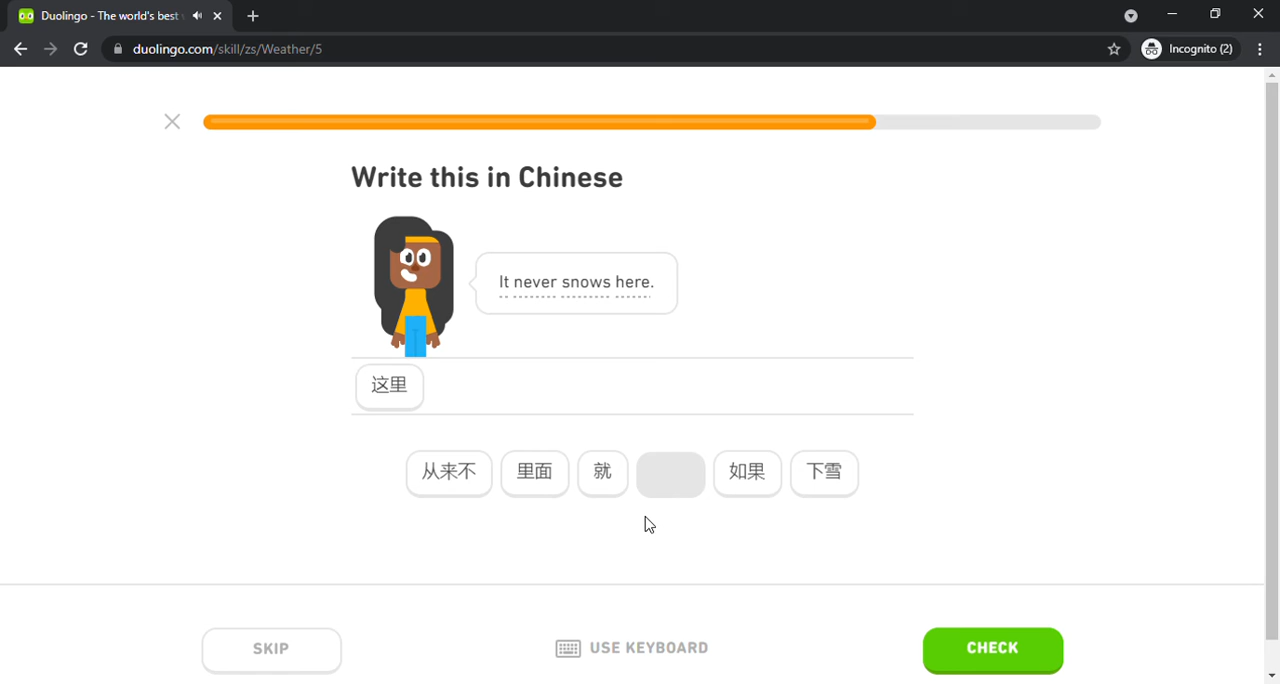 Duolingo - The world's best
duolingo.com/skill/zs/Weather/5
Incognito (2)
Write this in Chinese
It never snows here.
这里
从来不 里面 就 如果 下雪
SKIP
USE KEYBOARD
CHECK